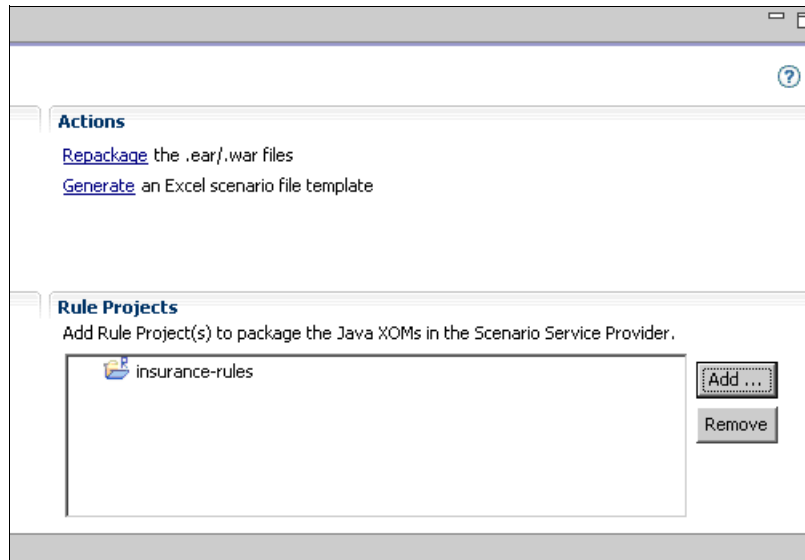 ?
Actions
Repackage the .ear/.war files
Generate an Excel scenario file template
Rule Projects
Add Rule Project(s) to package the Java XOMs in the Scenario Service Provider.
insurance-rules
Add ...
Remove